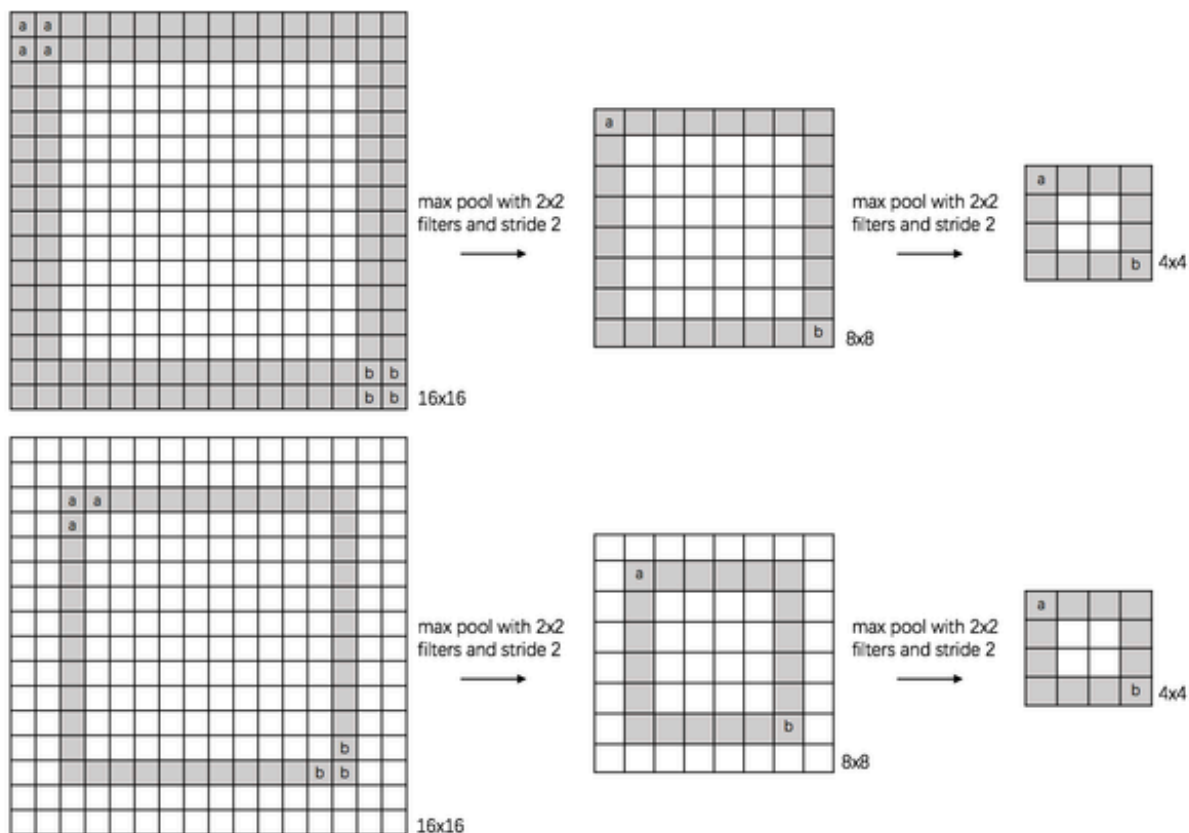 a a
a a
a
max pool with 2x2
filters and stride 2
max pool with 2x2
filters and stride 2
a
b 4x4
b
8x8
b b
b b
16x16
a a
a
a
max pool with 2x2
filters and stride 2
max pool with 2x2
filters and stride 2
a
b 4x4
b
8x8
b
b b
16x16